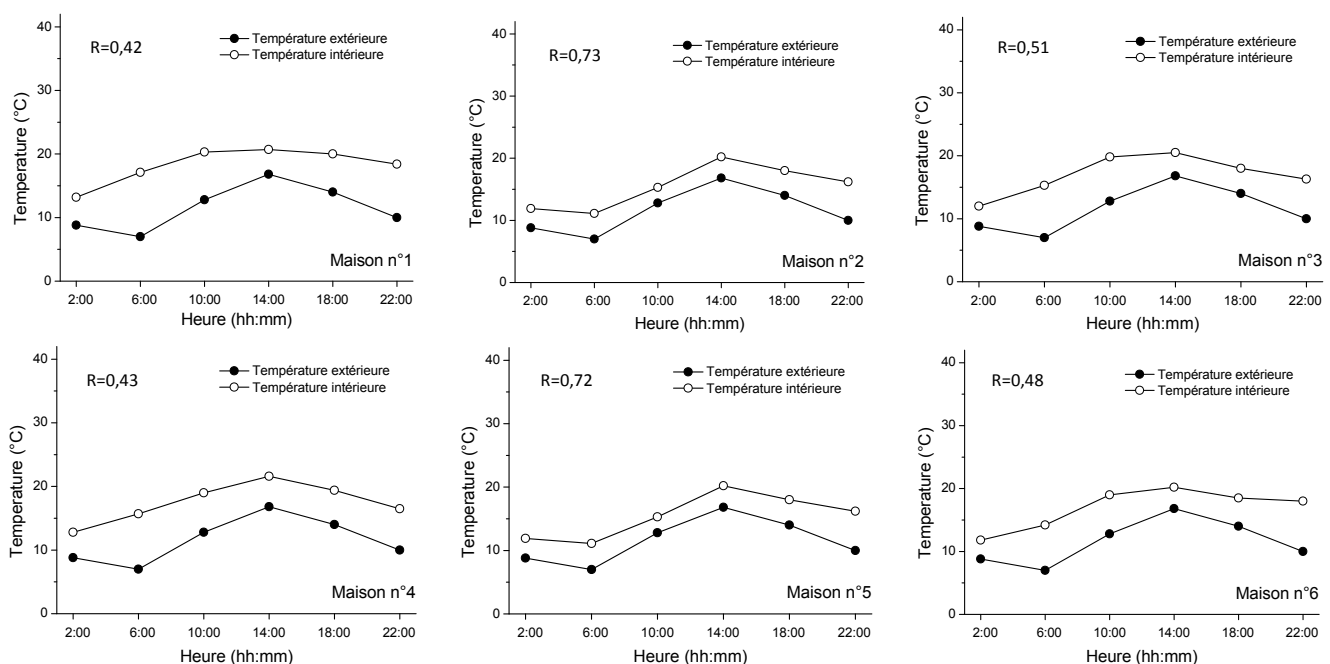 R=0,42
Température extérieure
Température intérieure
Temperature (°C)
40
30
20
10
0
Maison n°1
2:00 6:00 10:00 14:00 18:00 22:00
Heure (hh:mm)
R=0,73
Température extérieure
Température intérieure
Temperature (°C)
40
30
20
10
0
Maison n°2
2:00 6:00 10:00 14:00 18:00 22:00
Heure (hh:mm)
R=0,51
Température extérieure
Température intérieure
Temperature (°C)
40
30
20
10
0
Maison n°3
2:00 6:00 10:00 14:00 18:00 22:00
Heure (hh:mm)
R=0,43
Température extérieure
Température intérieure
Temperature (°C)
40
30
20
10
0
Maison n°4
2:00 6:00 10:00 14:00 18:00 22:00
Heure (hh:mm)
R=0,72
Température extérieure
Température intérieure
Temperature (°C)
40
30
20
10
0
Maison n°5
2:00 6:00 10:00 14:00 18:00 22:00
Heure (hh:mm)
R=0,48
Température extérieure
Température intérieure
Temperature (°C)
40
30
20
10
0
Maison n°6
2:00 6:00 10:00 14:00 18:00 22:00
Heure (hh:mm)